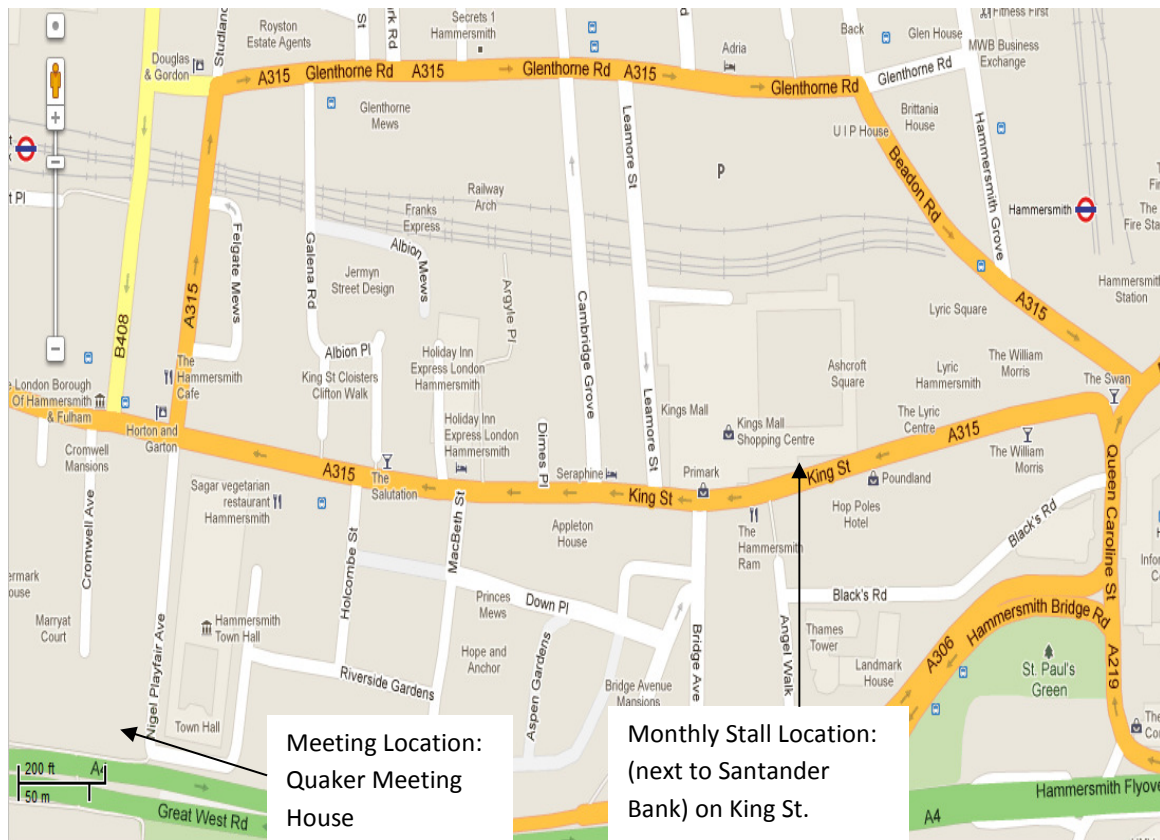 Royston
Estate Agents
rk Rd
Secrets 1
Hammersmith
Studland
Douglas
& Gordon
Adria
Back
Glen House
Fitness First
MWB Business
Exchange
A315
Glenthorne Rd
A315
Glenthorne Rd
A315
Glenthorne Rd
Glenthorne Rd
Glenthorne
Mews
Leamore St
U I P House
Brittania
House
Hammersmith Grove
Beadon Rd
P
t Pl
Railway
Arch
Franks
Express
Hammersmith
The
Fire Sta
Felgate Mews
A315
Galena Rd
Albion Mews
Jermyn
Street Design
Argyle Pl
Cambridge Grove
Hammersmith
Station
B408
A315
Lyric Square
Albion Pl
King St Cloisters
Clifton Walk
Holiday Inn
Express London
Hammersmith
Leamore St
Ashcroft
Square
Lyric
Hammersmith
The William
Morris
The Swan
The
Hammersmith
Cafe
e London Borough
Of Hammersmith
& Fulham
Kings Mall
Kings Mall
Shopping Centre
The Lyric
Centre
A315
Horton and
Garton
Holiday Inn
Express London
Hammersmith
Dimes Pl
Cromwell
Mansions
A315
The
Salutation
Seraphine
Primark
King St
King St
Poundland
The William
Morris
Queen Caroline St
Sagar vegetarian
restaurant
Hammersmith
MacBeth St
Appleton
House
The
Hammersmith
Ram
Hop Poles
Hotel
Black's Rd
Cromwell Ave
Holcombe St
ermark
ouse
Marryat
Court
Hammersmith
Town Hall
Princes
Mews
Down Pl
Black's Rd
Hammersmith Bridge Rd
Nigel Playfair Ave
Hope and
Anchor
Aspen Gardens
Bridge Ave
Angel Walk
Thames
Tower
Landmark
House
A306
St. Paul's
Green
A219
Riverside Gardens
Bridge Avenue
Mansions
Town Hall
Meeting Location:
Quaker Meeting
House
Monthly Stall Location:
(next to Santander
Bank) on King St.
200 ft
50 m
A4
Great West Rd
A4
Hammersmith Flyove